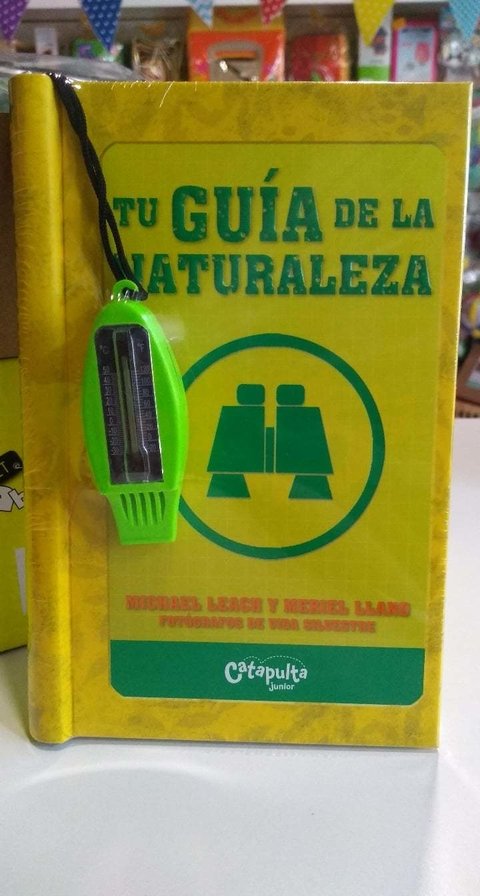 TU GUÍA DE LA
NATURALEZA
°C °F
MICHAEL LEACH Y MERIEL LLAND
FOTÓGRAFOS DE VIDA SILVESTRE
Catapulta
junior